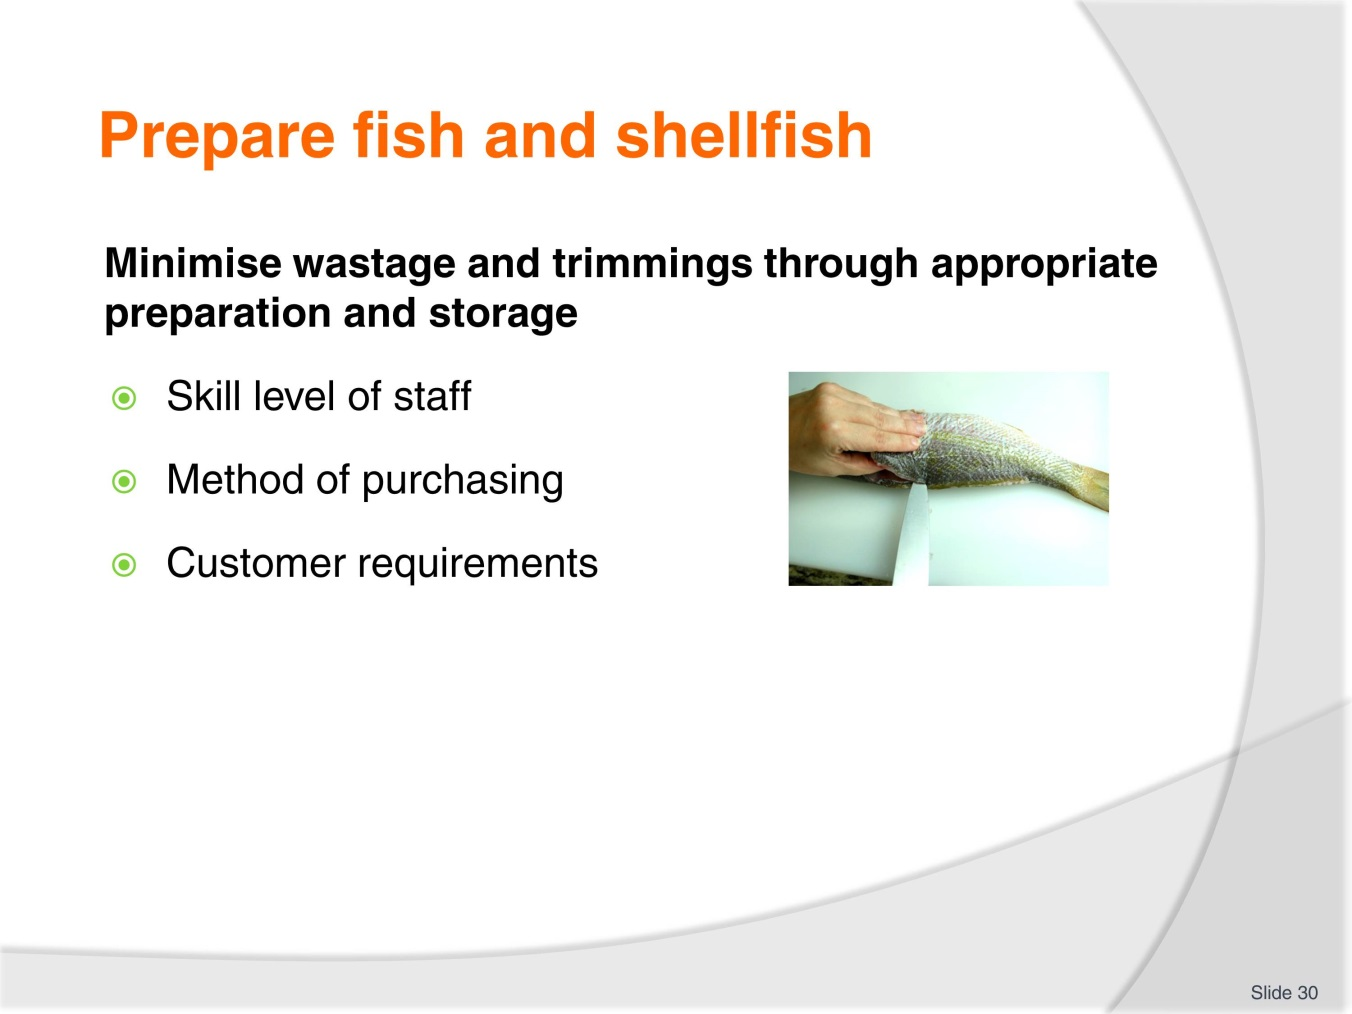 Prepare fish and shellfish
Minimise wastage and trimmings through appropriate
preparation and storage
Skill level of staff
Method of purchasing
Customer requirements
Slide 30